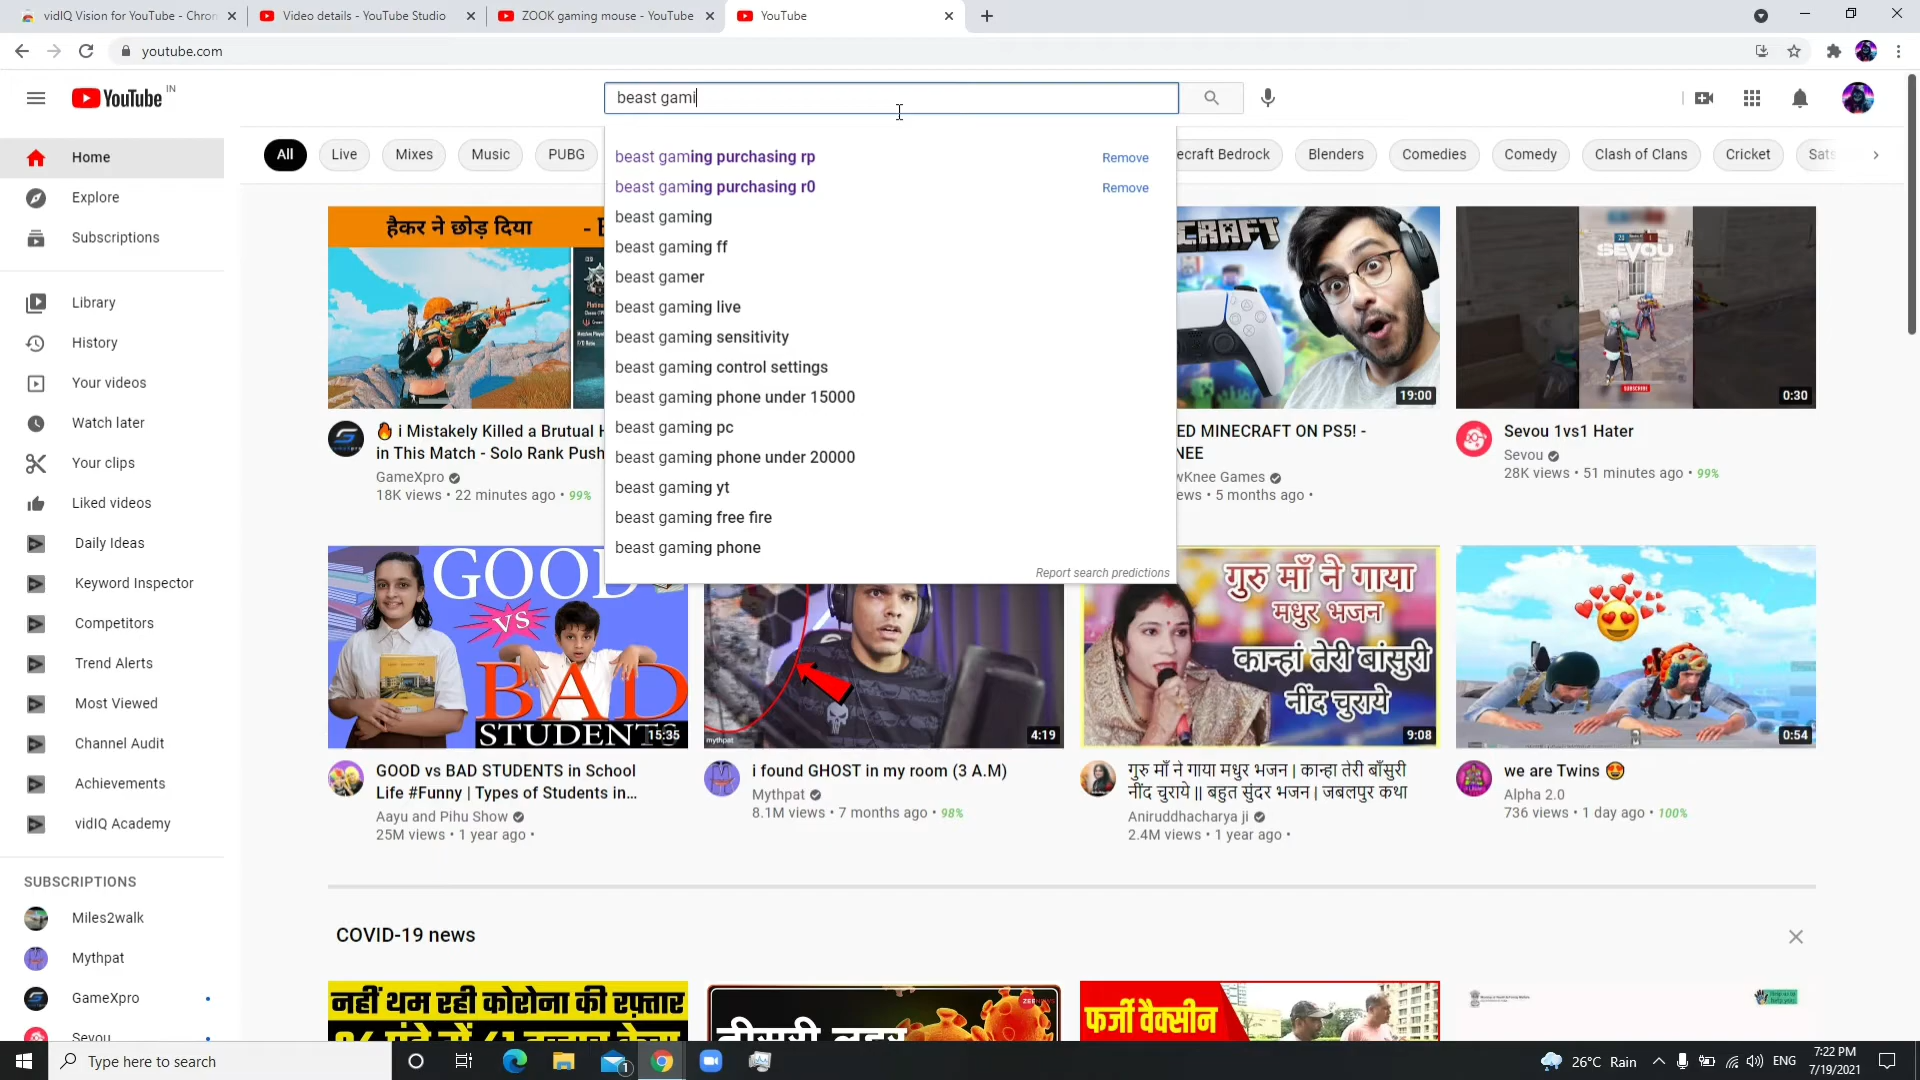 vidIQ Vision for YouTube - Chron
Video details - YouTube Studio
ZOOK gaming mouse - YouTube
YouTube
youtube.com
YouTube IN
beast gami
beast gaming purchasing rp Remove
beast gaming purchasing r0 Remove
beast gaming
beast gaming ff
beast gamer
beast gaming live
beast gaming sensitivity
beast gaming control settings
beast gaming phone under 15000
beast gaming pc
beast gaming phone under 20000
beast gaming yt
beast gaming free fire
beast gaming phone
Report search predictions
Home
Explore
Subscriptions
Library
History
Your videos
Watch later
Your clips
Liked videos
Daily Ideas
Keyword Inspector
Competitors
Trend Alerts
Most Viewed
Channel Audit
Achievements
vidIQ Academy
SUBSCRIPTIONS
Miles2walk
Mythpat
GameXpro
Sevou
All Live Mixes Music PUBG ecraft Bedrock Blenders Comedies Comedy Clash of Clans Cricket Sats
हैकर ने छोड़ दिया
i Mistakely Killed a Brutual H
in This Match - Solo Rank Push
GameXpro
18K views • 22 minutes ago • 99%
CRAFT
19:00
ED MINECRAFT ON PS5! -
NEE
wKnee Games
ews • 5 months ago •
SEVOU
SUBSCRIBE
0:30
Sevou 1vs1 Hater
Sevou
28K views • 51 minutes ago • 99%
GOOD
VS
BAD
STUDENT
15:35
GOOD vs BAD STUDENTS in School
Life #Funny | Types of Students in...
Aayu and Pihu Show
25M views • 1 year ago •
mythpat
4:19
i found GHOST in my room (3 A.M)
Mythpat
8.1M views • 7 months ago • 98%
गुरु माँ ने गाया
मधुर भजन
कान्हां तेरी बांसुरी
नींद चुराये
9:08
गुरु माँ ने गाया मधुर भजन | कान्हा तेरी बाँसुरी
नींद चुराये || बहुत सुंदर भजन | जबलपुर कथा
Aniruddhacharya ji
2.4M views • 1 year ago •
0:54
we are Twins 😍
Alpha 2.0
736 views • 1 day ago • 100%
COVID-19 news
नहीं थम रही कोरोना की रफ़्तार
तीसरी लहर
फर्जी वैक्सीन
Type here to search
1
26°C Rain
ENG
7:22 PM
7/19/2021